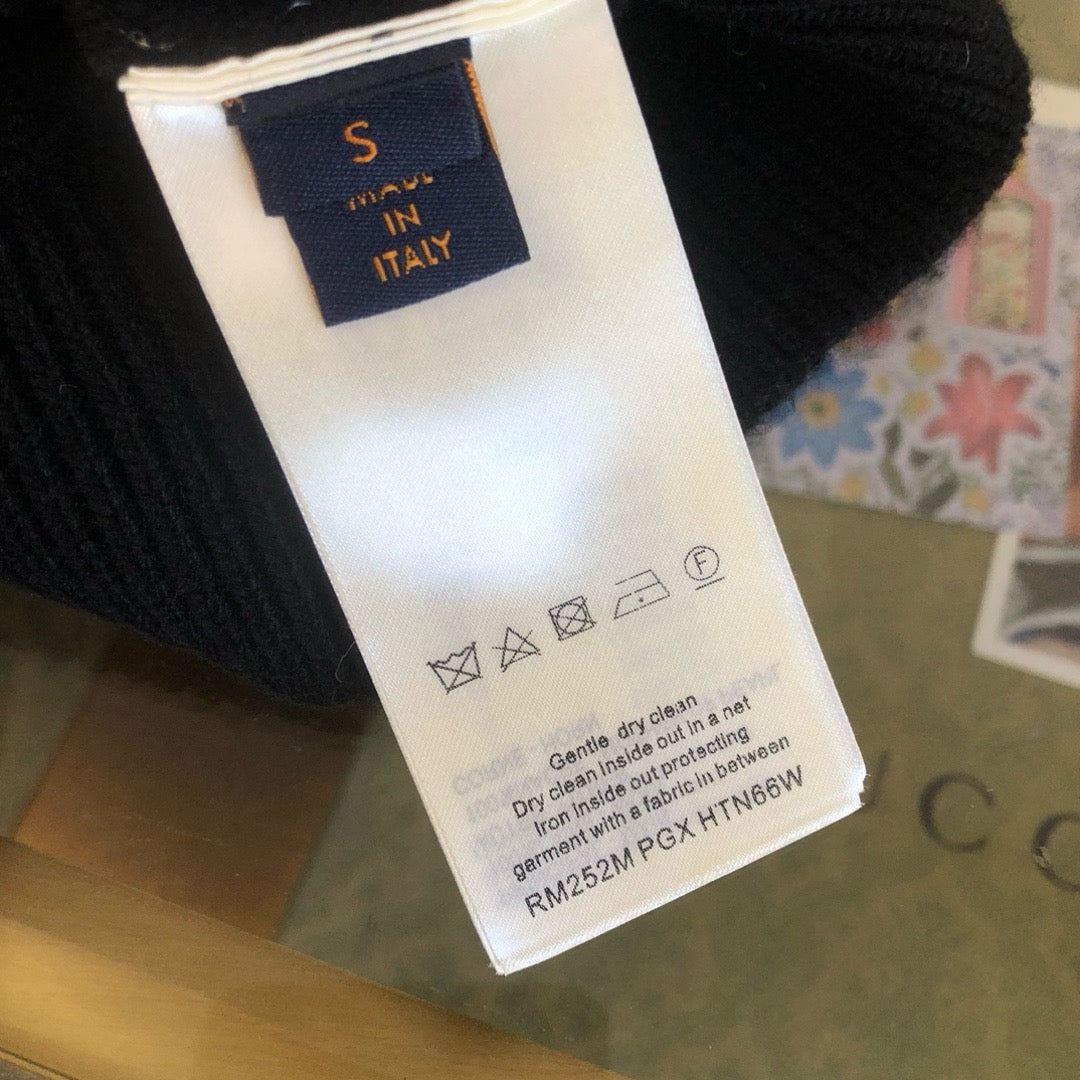 S
MADE
IN
ITALY
F
Gentle dry clean
Dry clean inside out in a net
Iron inside out protecting
garment with a fabric in between
RM252M PGX HTN66W
C C